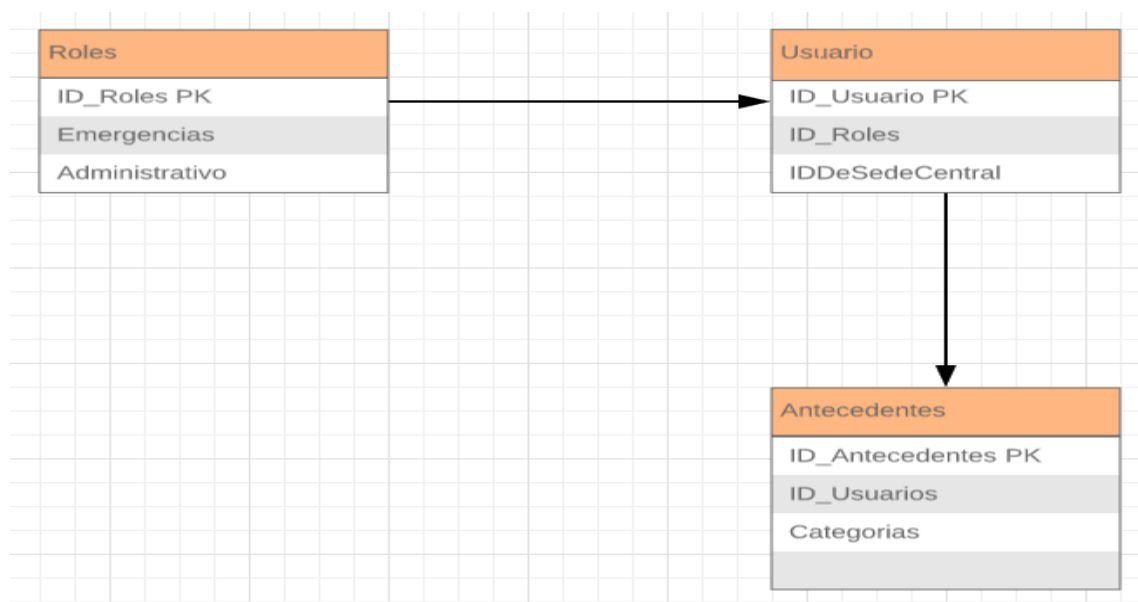 Roles
ID_Roles PK
Emergencias
Administrativo
Usuario
ID_Usuario PK
ID_Roles
IDDeSedeCentral
Antecedentes
ID_Antecedentes PK
ID_Usuarios
Categorias